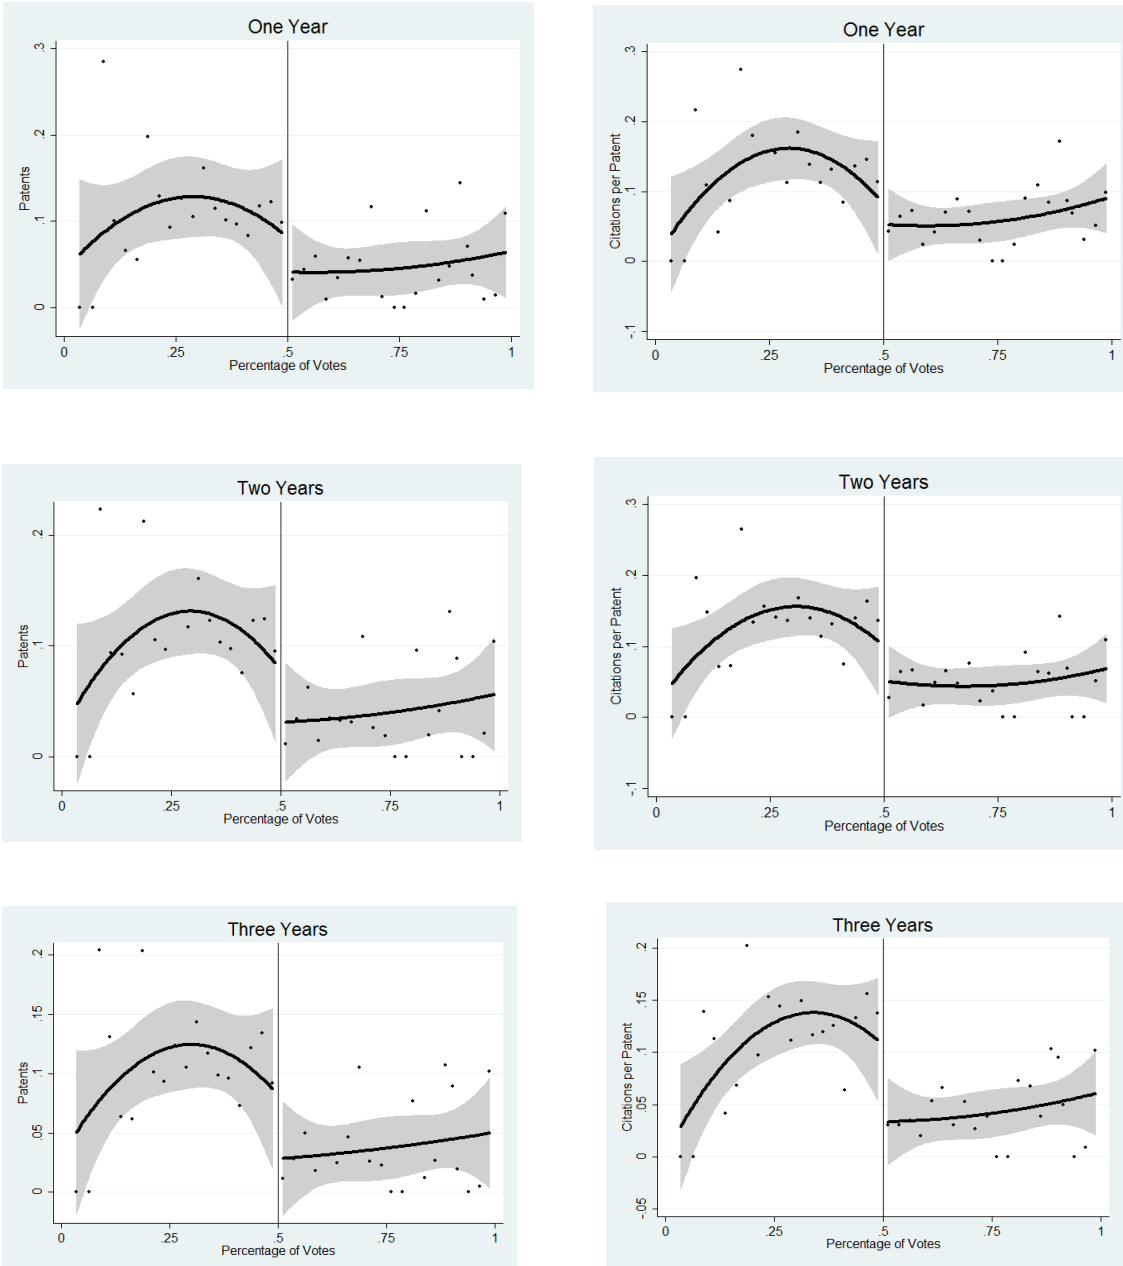 One Year
Patents
.3
.2
.1
0
0 .25 .5 .75 1
Percentage of Votes
One Year
Citations per Patent
.3
.2
.1
0
-.1
0 .25 .5 .75 1
Percentage of Votes
Two Years
Patents
.2
.1
0
0 .25 .5 .75 1
Percentage of Votes
Two Years
Citations per Patent
.3
.2
.1
0
-.1
0 .25 .5 .75 1
Percentage of Votes
Three Years
Patents
.2
.15
.1
.05
0
0 .25 .5 .75 1
Percentage of Votes
Three Years
Citations per Patent
.2
.15
.1
.05
0
-.05
0 .25 .5 .75 1
Percentage of Votes